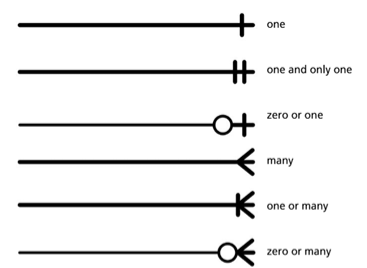 one
one and only one
zero or one
many
one or many
zero or many